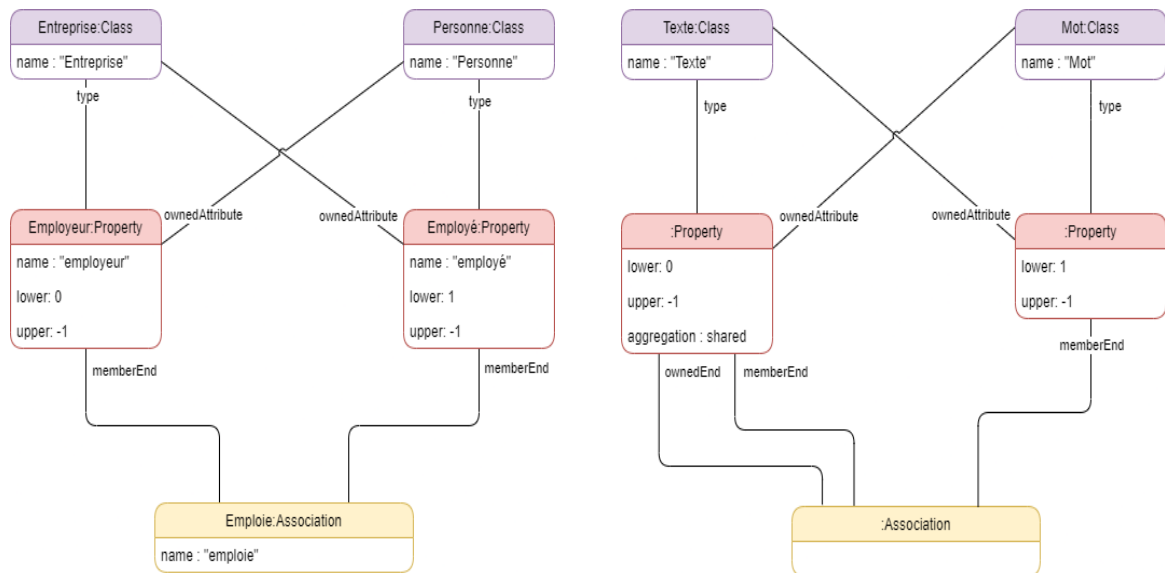 Entreprise:Class
name : "Entreprise"
Personne:Class
name : "Personne"
type
type
ownedAttribute
ownedAttribute
Employeur:Property
name : "employeur"
lower: 0
upper: -1
Employé:Property
name : "employé"
lower: 1
upper: -1
memberEnd
memberEnd
Emploie:Association
name : "emploie"
Texte:Class
name : "Texte"
Mot:Class
name : "Mot"
type
type
ownedAttribute
ownedAttribute
:Property
lower: 0
upper: -1
aggregation : shared
:Property
lower: 1
upper: -1
ownedEnd
memberEnd
memberEnd
:Association